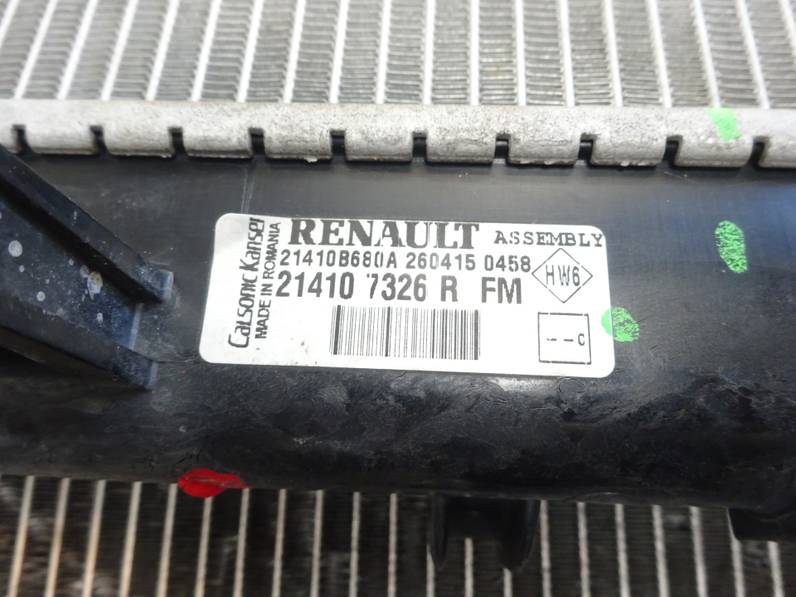 RENAULT ASSEMBLY
21410B680A 260415 0458
21410 7326 R FM
HW6
--C
Calsonic Kansei
MADE IN ROMANIA